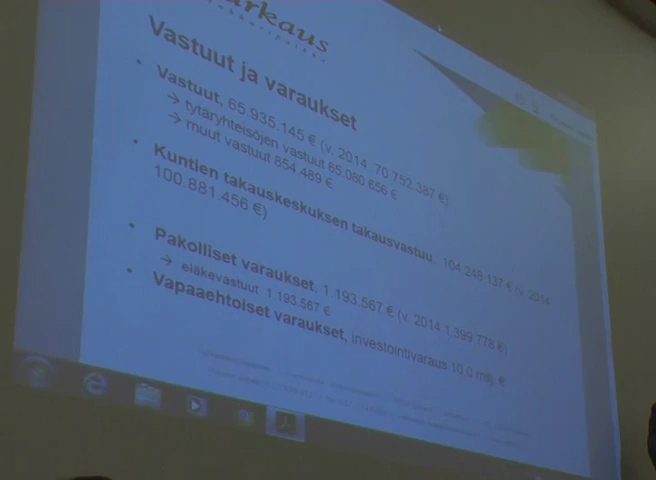 arkaus
Vastuut ja varaukset
• Vastuut, 65.935.145 € (v. 2014 70.752.387 €)
→ tytäryhteisöjen vastuut 65.080.656 €
→ muut vastuut 854.489 €
• Kuntien takauskeskuksen takausvastuu, 104.248.137 € (v. 2014
100.881.456 €)
• Pakolliset varaukset, 1.193.567 € (v. 2014 1.399.778 €)
→ eläkevastuut 1.193.567 €
• Vapaaehtoiset varaukset, investointivaraus 10,0 milj. €